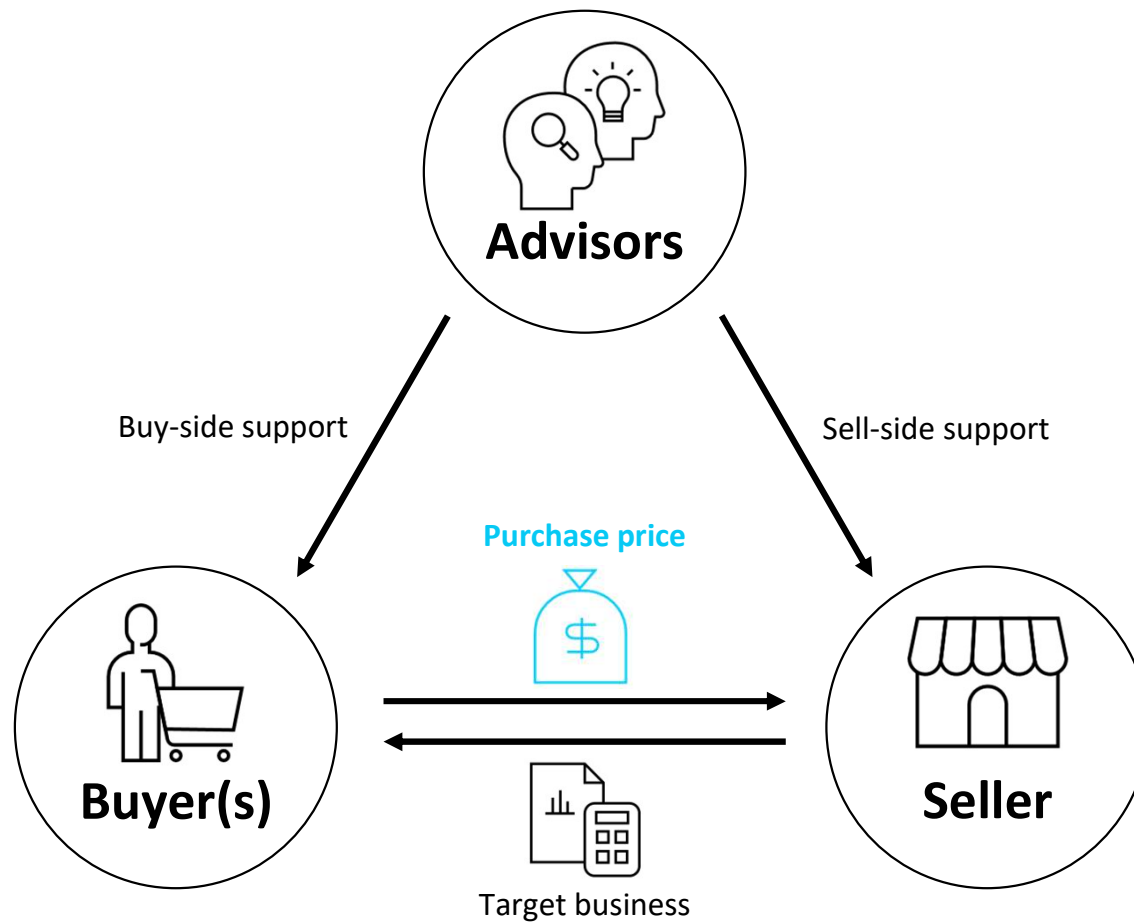 Advisors
Buy-side support
Sell-side support
Purchase price
$
Buyer(s)
Seller
Target business